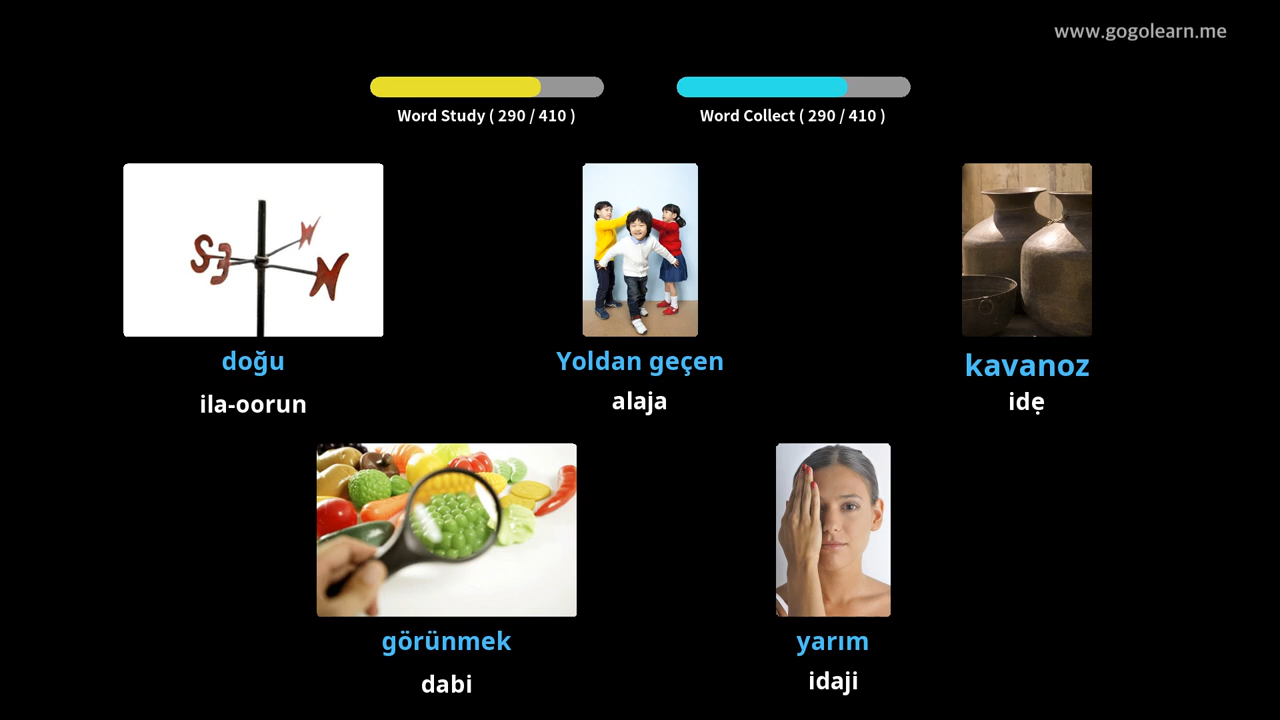 www.gogolearn.me
Word Study ( 290 / 410 )
Word Collect ( 290 / 410 )
S
E
N
W
doğu
ila-oorun
Yoldan geçen
alaja
kavanoz
idẹ
görünmek
dabi
yarım
idaji